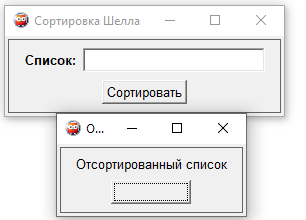 Сортировка Шелла
Список:
Сортировать
О...
Отсортированный список